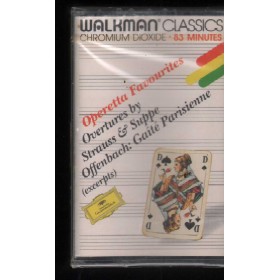 WALKMAN® CLASSICS
CHROMIUM DIOXIDE · 83 MINUTES
Operetta Favourites
Overtures by
Strauss & Suppé
Offenbach: Gaîté Parisienne
(excerpts)
D
D